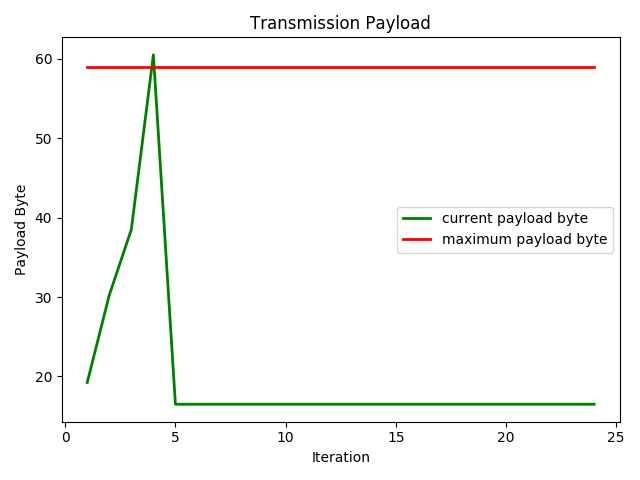 Transmission Payload
60
50
40
30
20
Payload Byte
current payload byte
maximum payload byte
0 5 10 15 20 25
Iteration